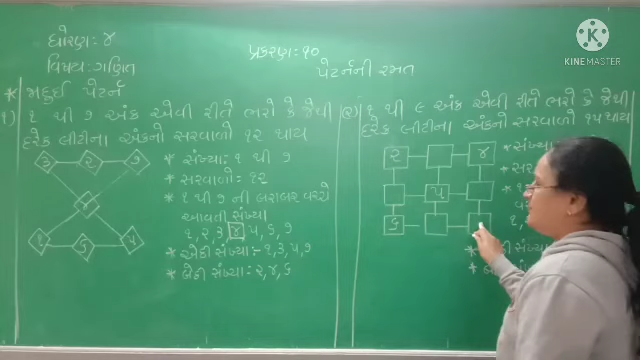 ધોરણ: ૪
વિષય: ગણિત
પ્રકરણ: ૧૦
પેટર્નની રમત
KINEMASTER
* જાદુઈ પેટર્ન
૧) ૧ થી ૭ અંક એવી રીતે ભરો કે જેથી
દરેક લીટીના અંકનો સરવાળો ૧૨ થાય
૩ ૨ ૭
૪
૧ ૬ ૫
* સંખ્યા: ૧ થી ૭
* સરવાળો: ૧૨
* ૧ થી ૭ ની બરાબર વચ્ચે
આવતી સંખ્યા
૧, ૨, ૩, ૪, ૫, ૬, ૭
* એકી સંખ્યા:- ૧, ૩, ૫, ૭
* બેકી સંખ્યા:- ૨, ૪, ૬
૨) ૧ થી ૯ અંક એવી રીતે ભરો કે જેથી
દરેક લીટીના અંકનો સરવાળો ૧૫ થાય
૨ ૪
૫
૬
* સંખ્યા